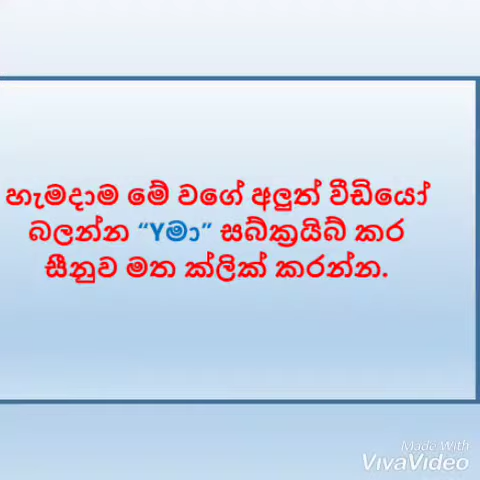 හැමදාම මේ වගේ අලුත් වීඩියෝ
බලන්න “Yමා” සබ්ක්‍රයිබ් කර
සීනුව මත ක්ලික් කරන්න.
Made With
VivaVideo